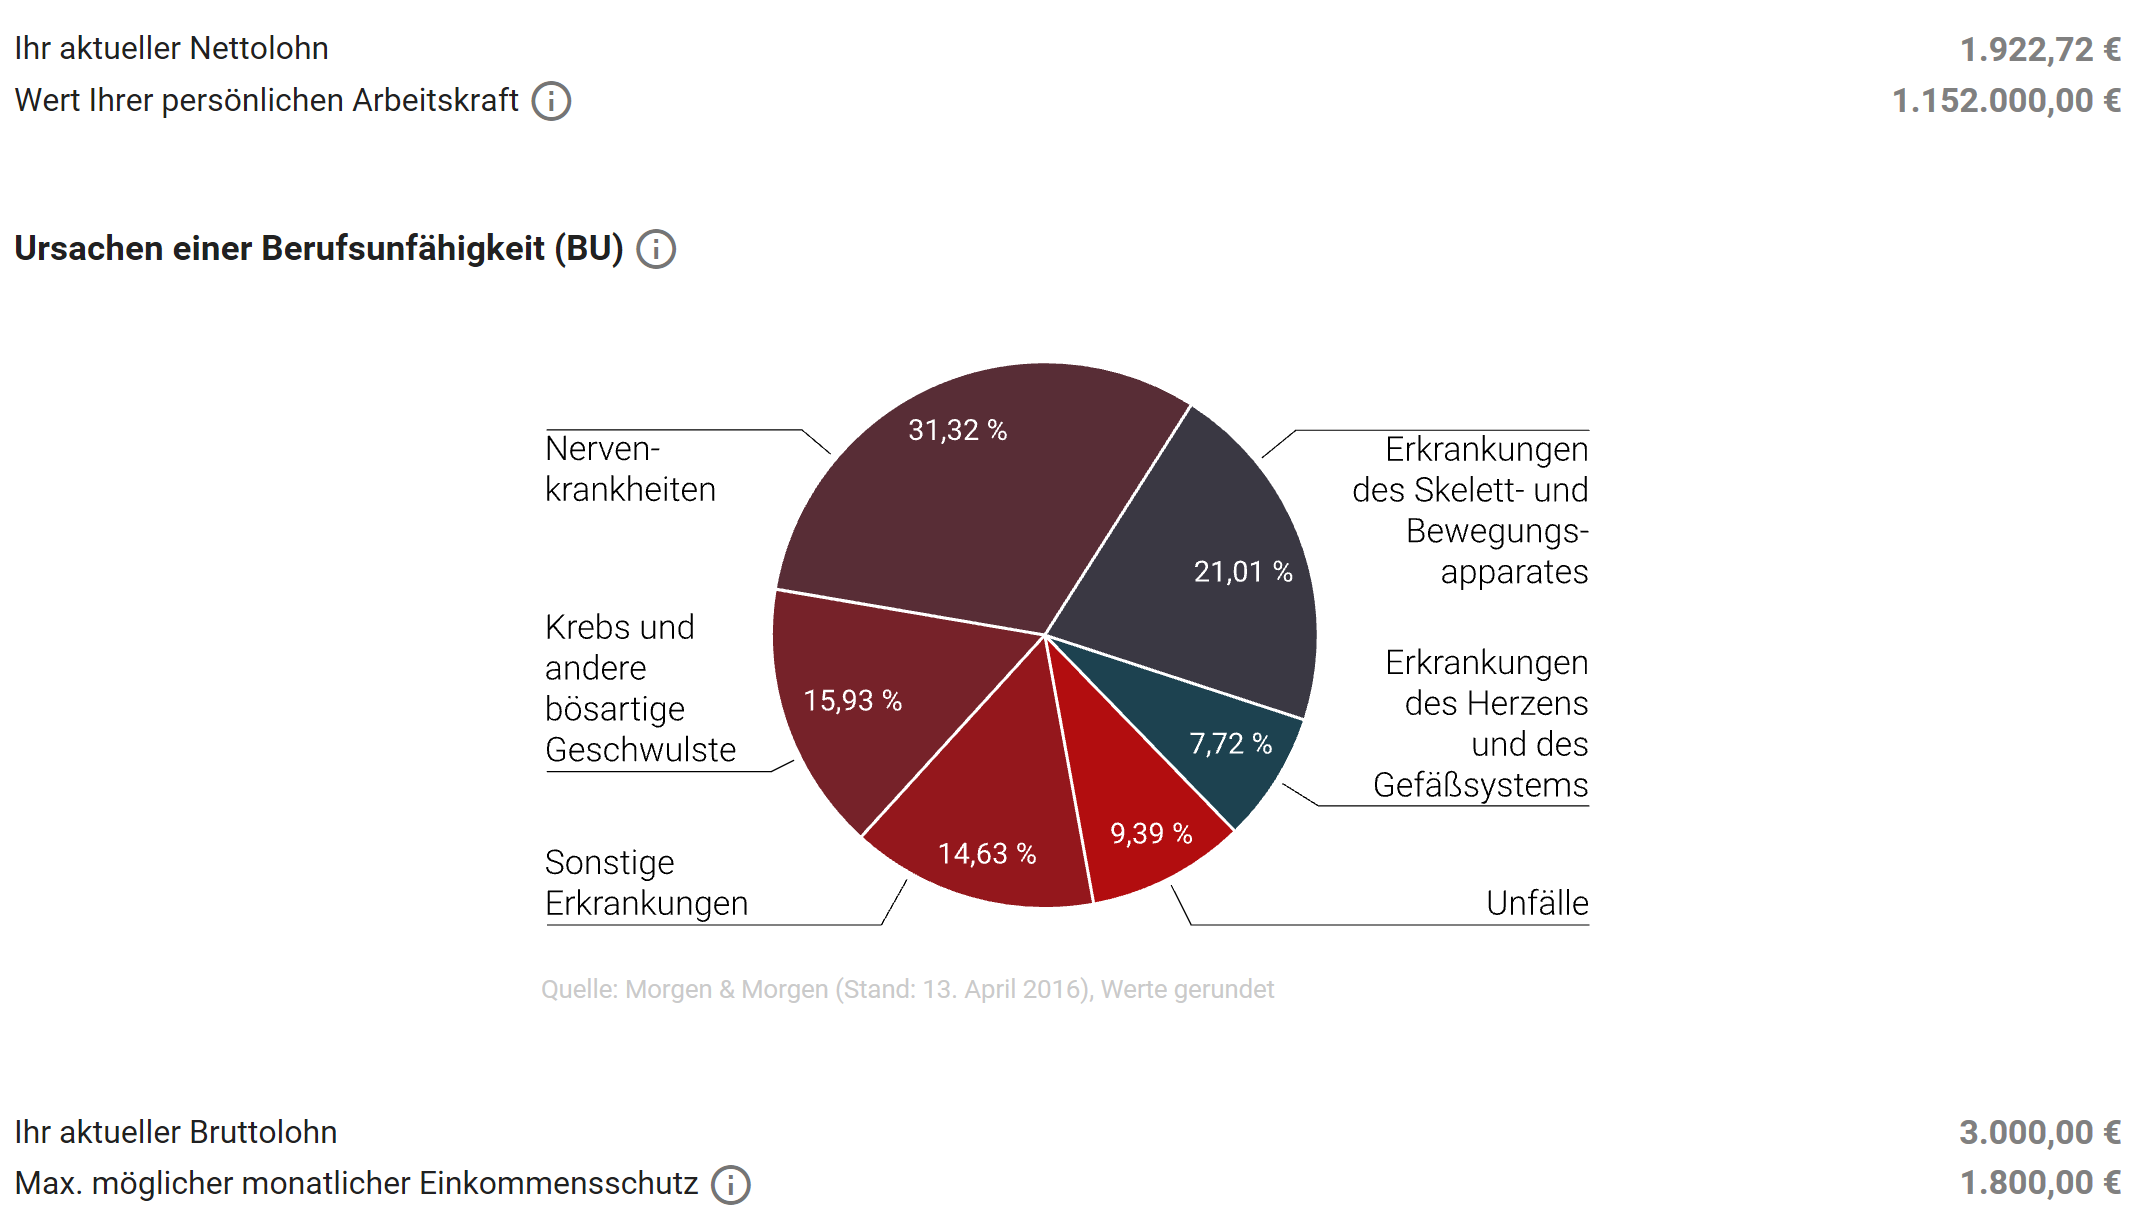 Ihr aktueller Nettolohn 1.922,72 €
Wert Ihrer persönlichen Arbeitskraft 1.152.000,00 €
Ursachen einer Berufsunfähigkeit (BU)
31,32 %
Nerven-
krankheiten
Erkrankungen
des Skelett- und
Bewegungs-
apparates
21,01 %
Krebs und
andere
bösartige
Geschwulste
15,93 %
Erkrankungen
des Herzens
und des
Gefäßsystems
7,72 %
9,39 %
14,63 %
Sonstige
Erkrankungen
Unfälle
Quelle: Morgen & Morgen (Stand: 13. April 2016), Werte gerundet
Ihr aktueller Bruttolohn 3.000,00 €
Max. möglicher monatlicher Einkommensschutz 1.800,00 €